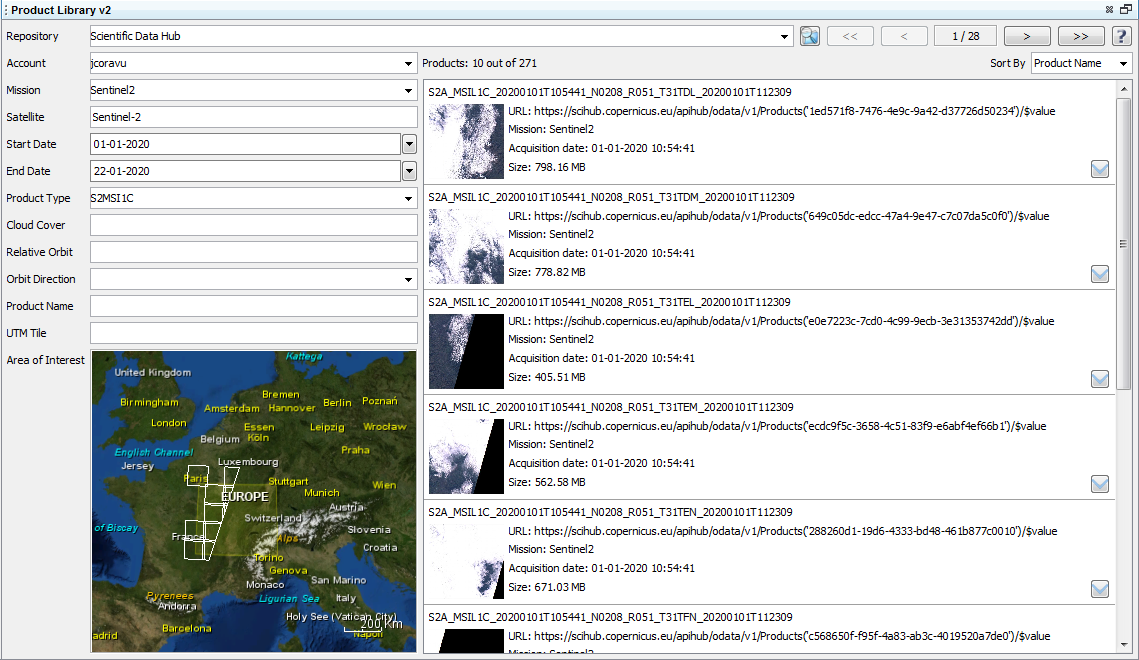 Product Library v2
Repository
Scientific Data Hub
<<
<
1 / 28
>
>>
?
Account
jcoravu
Products: 10 out of 271
Sort By
Product Name
Mission
Sentinel2
Satellite
Sentinel-2
Start Date
01-01-2020
End Date
22-01-2020
Product Type
S2MSI1C
Cloud Cover
Relative Orbit
Orbit Direction
Product Name
UTM Tile
Area of Interest
Kattega
United Kingdom
Birmingham
Bremen
Amsterdam
Hannover
Berlin
Poznań
London
Essen
Leipzig
Wrocław
Belgium
Köln
English Channel
Praha
Jersey
Luxembourg
Paris
Stuttgart
Wien
EUROPE
Munich
Austria
Switzerland
of Biscay
Slovenia
France
Alps
Croatia
Torino
Genova
Monaco
San Marino
Pyrenees
Ligurian Sea
Italy
Andorra
Holy See (Vatican City)
200 Km
Barcelona
Napoli
adrid
S2A_MSIL1C_20200101T105441_N0208_R051_T31TDL_20200101T112309
URL: https://scihub.copernicus.eu/apihub/odata/v1/Products('1ed571f8-7476-4e9c-9a42-d37726d50234')/$value
Mission: Sentinel2
Acquisition date: 01-01-2020 10:54:41
Size: 798.16 MB
S2A_MSIL1C_20200101T105441_N0208_R051_T31TDM_20200101T112309
URL: https://scihub.copernicus.eu/apihub/odata/v1/Products('649c05dc-edcc-47a4-9e47-c7c07da5c0f0')/$value
Mission: Sentinel2
Acquisition date: 01-01-2020 10:54:41
Size: 778.82 MB
S2A_MSIL1C_20200101T105441_N0208_R051_T31TEL_20200101T112309
URL: https://scihub.copernicus.eu/apihub/odata/v1/Products('e0e7223c-7cd0-4c99-9ecb-3e31353742dd')/$value
Mission: Sentinel2
Acquisition date: 01-01-2020 10:54:41
Size: 405.51 MB
S2A_MSIL1C_20200101T105441_N0208_R051_T31TEM_20200101T112309
URL: https://scihub.copernicus.eu/apihub/odata/v1/Products('ecdc9f5c-3658-4c51-83f9-e6abf4ef66b1')/$value
Mission: Sentinel2
Acquisition date: 01-01-2020 10:54:41
Size: 562.58 MB
S2A_MSIL1C_20200101T105441_N0208_R051_T31TEN_20200101T112309
URL: https://scihub.copernicus.eu/apihub/odata/v1/Products('288260d1-19d6-4333-bd48-461b877c0010')/$value
Mission: Sentinel2
Acquisition date: 01-01-2020 10:54:41
Size: 671.03 MB
S2A_MSIL1C_20200101T105441_N0208_R051_T31TFN_20200101T112309
URL: https://scihub.copernicus.eu/apihub/odata/v1/Products('c568650f-f95f-4a83-ab3c-4019520a7de0')/$value
Mission: Sentinel2